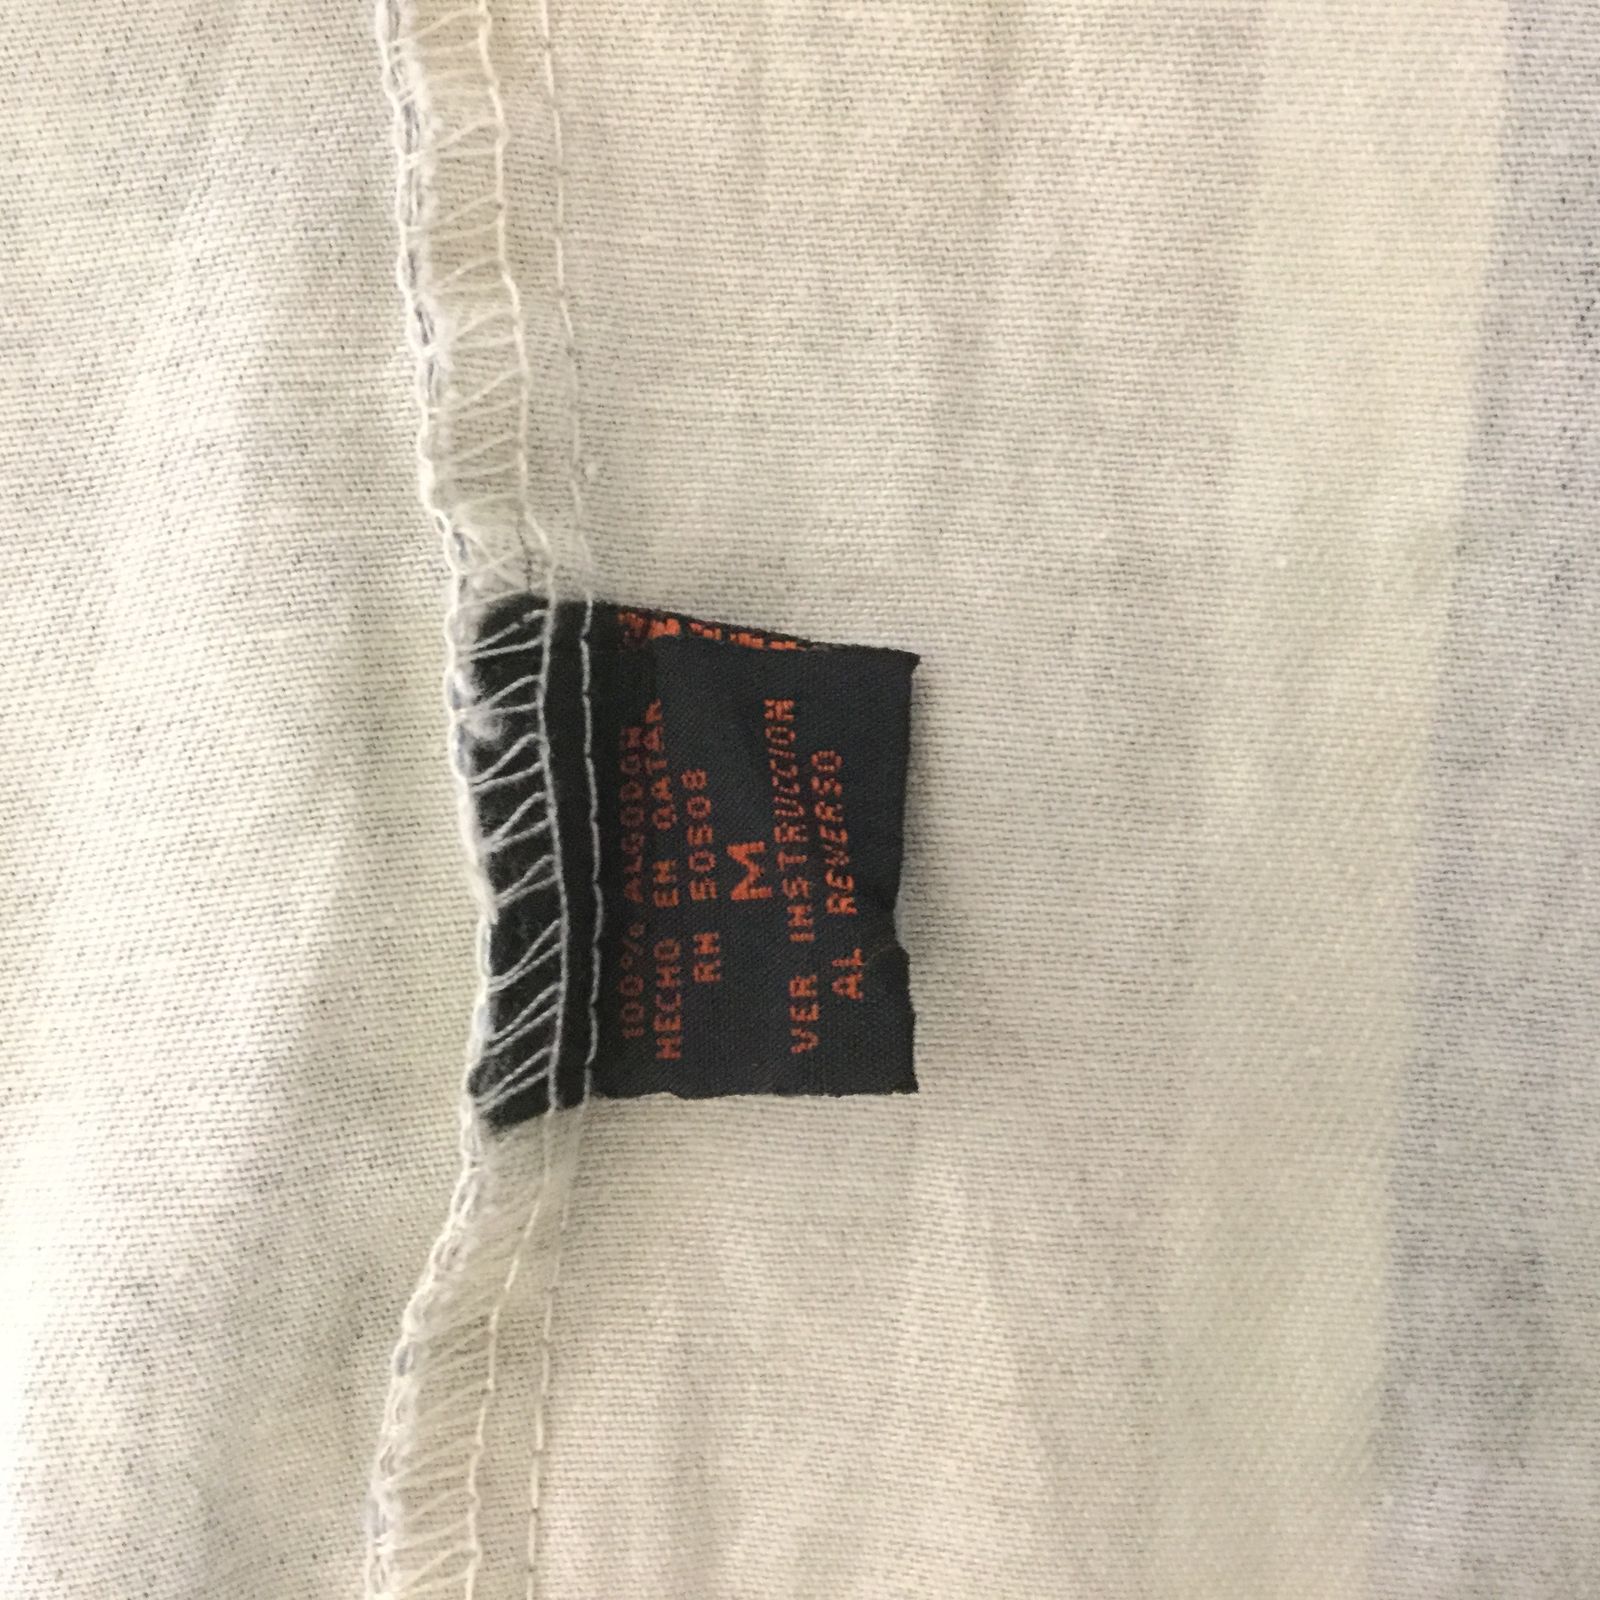 100% ALGODON
HECHO EN QATAR
RN 50508
M
VER INSTRUCCION
AL REVERSO